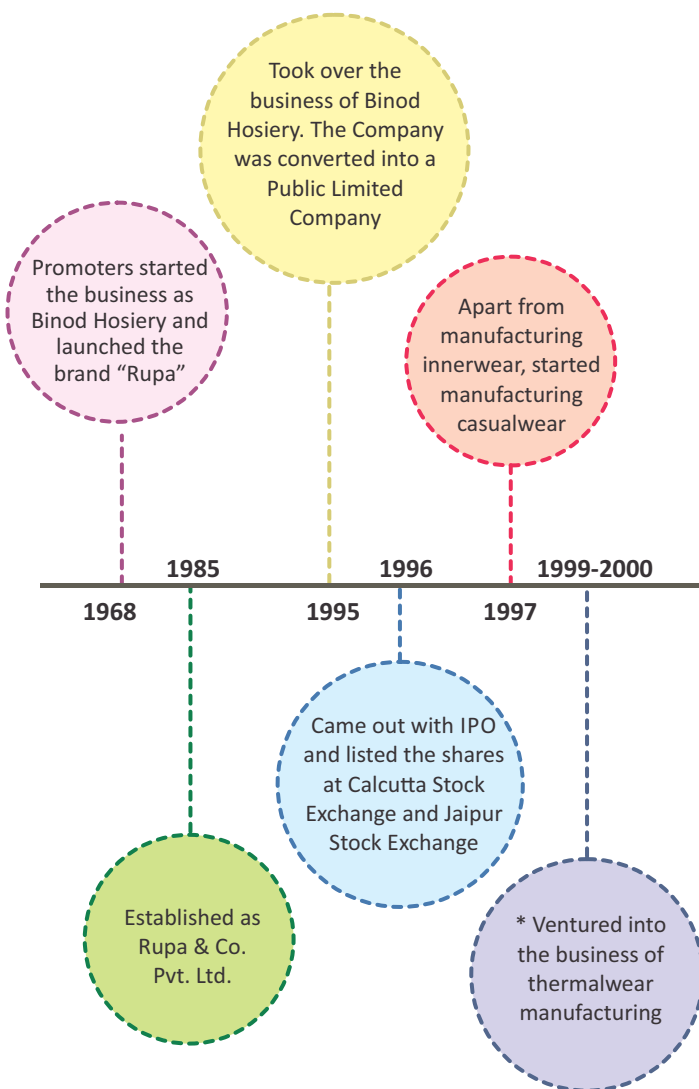 Took over the
business of Binod
Hosiery. The Company
was converted into a
Public Limited
Company
Promoters started
the business as
Binod Hosiery and
launched the
brand “Rupa”
Apart from
manufacturing
innerwear, started
manufacturing
casualwear
1985
1996
1999-2000
1968
1995
1997
Came out with IPO
and listed the shares
at Calcutta Stock
Exchange and Jaipur
Stock Exchange
Established as
Rupa & Co.
Pvt. Ltd.
* Ventured into
the business of
thermalwear
manufacturing